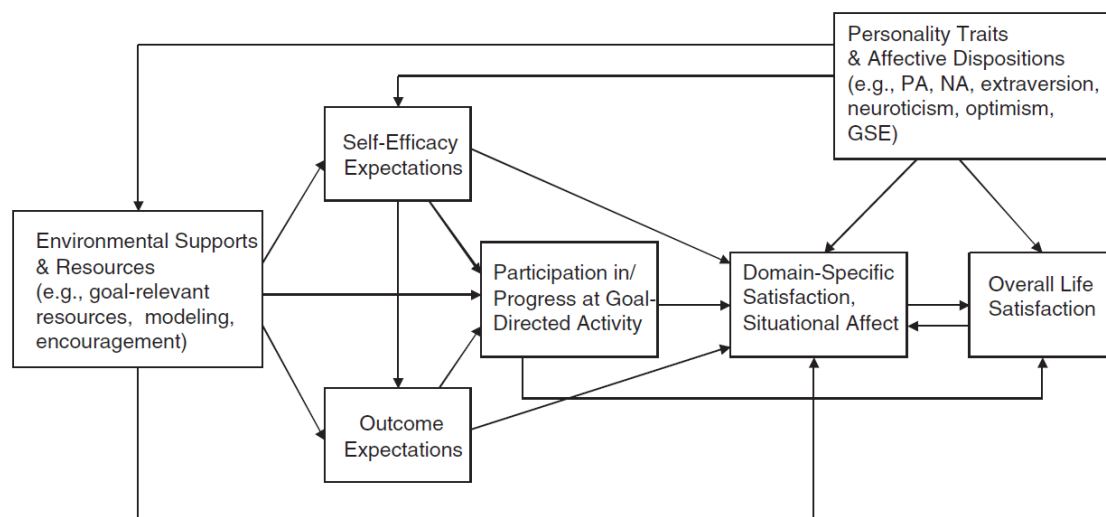 Personality Traits
& Affective Dispositions
(e.g., PA, NA, extraversion,
neuroticism, optimism,
GSE)
Self-Efficacy
Expectations
Environmental Supports
& Resources
(e.g., goal-relevant
resources, modeling,
encouragement)
Participation in/
Progress at Goal-
Directed Activity
Domain-Specific
Satisfaction,
Situational Affect
Overall Life
Satisfaction
Outcome
Expectations